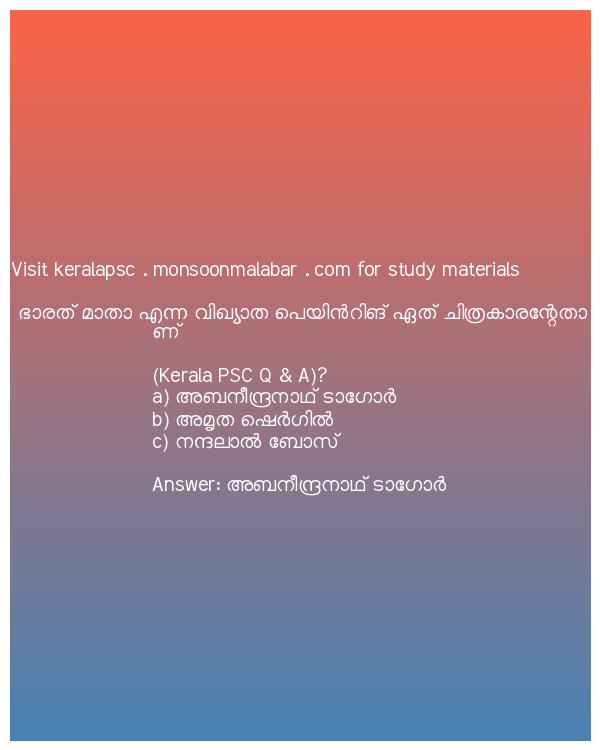 Visit keralapsc . monsoonmalabar . com for study materials
ഭാരത് മാതാ എന്ന വിഖ്യാത പെയിൻറിങ് ഏത് ചിത്രകാരന്റേതാ
ണ്
(Kerala PSC Q & A)?
a) അബനീന്ദ്രനാഥ് ടാഗോർ
b) അമൃത ഷെർഗിൽ
c) നന്ദലാൽ ബോസ്
Answer: അബനീന്ദ്രനാഥ് ടാഗോർ